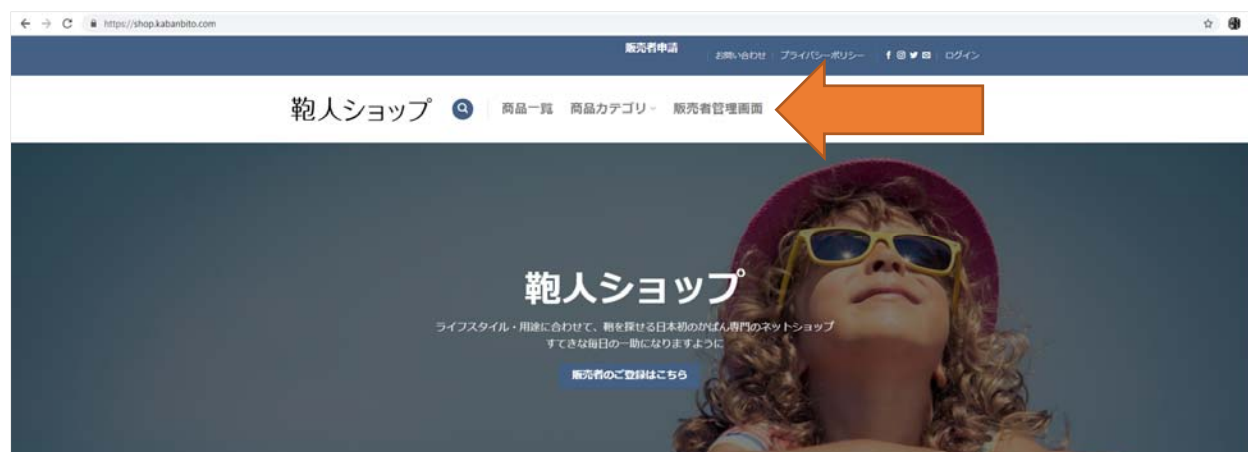 https://shop.kabanbito.com
販売者申請 お問い合わせ プライバシーポリシー ログイン
鞄人ショップ 商品一覧 商品カテゴリ 販売者管理画面
鞄人ショップ
ライフスタイル・用途に合わせて、鞄を探せる日本初のかばん専門のネットショップ
すてきな毎日の一助になりますように
販売者のご登録はこちら